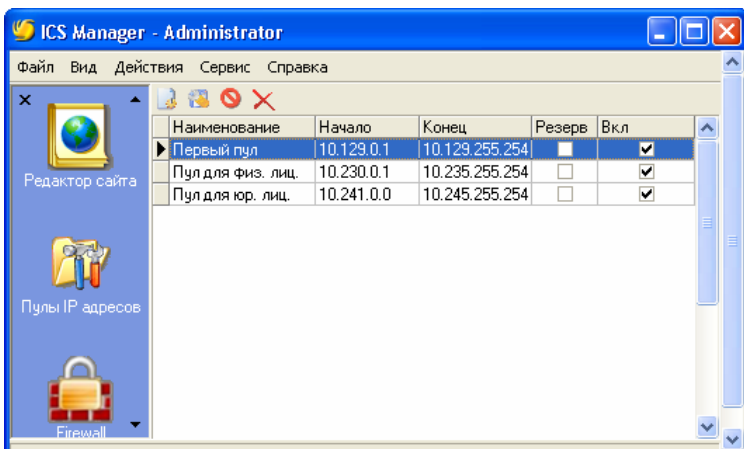 ICS Manager - Administrator
Файл Вид Действия Сервис Справка
Редактор сайта
Пулы IP адресов
Firewall
Наименование Начало Конец Резерв Вкл
Первый пул 10.129.0.1 10.129.255.254
Пул для физ. лиц. 10.230.0.1 10.235.255.254
Пул для юр. лиц. 10.241.0.0 10.245.255.254